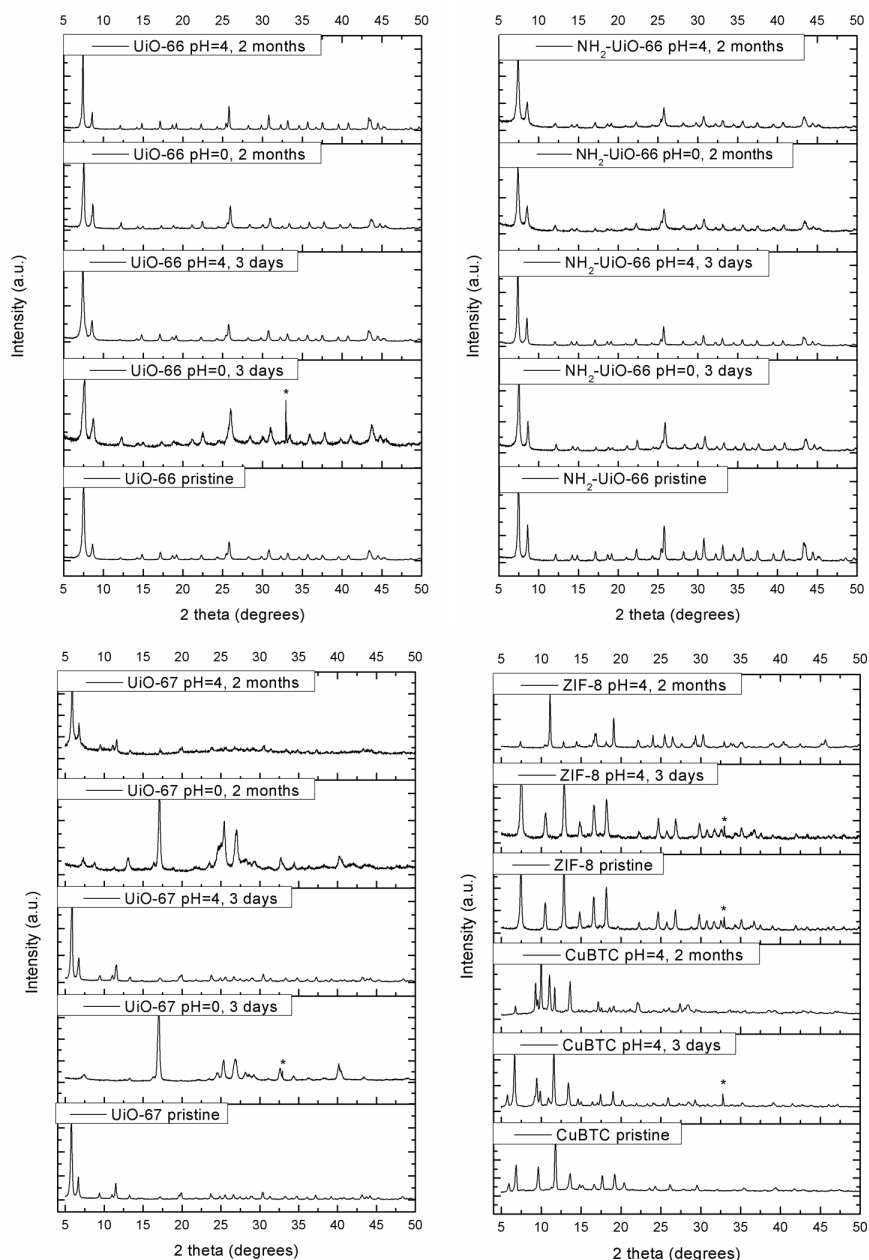 5 10 15 20 25 30 35 40 45 50
UiO-66 pH=4, 2 months
UiO-66 pH=0, 2 months
UiO-66 pH=4, 3 days
UiO-66 pH=0, 3 days
*
UiO-66 pristine
5 10 15 20 25 30 35 40 45 50
2 theta (degrees)
Intensity (a.u.)
5 10 15 20 25 30 35 40 45 50
NH2-UiO-66 pH=4, 2 months
NH2-UiO-66 pH=0, 2 months
NH2-UiO-66 pH=4, 3 days
NH2-UiO-66 pH=0, 3 days
NH2-UiO-66 pristine
5 10 15 20 25 30 35 40 45 50
2 theta (degrees)
Intensity (a.u.)
5 10 15 20 25 30 35 40 45 50
UiO-67 pH=4, 2 months
UiO-67 pH=0, 2 months
UiO-67 pH=4, 3 days
UiO-67 pH=0, 3 days
*
UiO-67 pristine
5 10 15 20 25 30 35 40 45 50
2 theta (degrees)
Intensity (a.u.)
5 10 15 20 25 30 35 40 45 50
ZIF-8 pH=4, 2 months
ZIF-8 pH=4, 3 days
*
ZIF-8 pristine
*
CuBTC pH=4, 2 months
CuBTC pH=4, 3 days
*
CuBTC pristine
5 10 15 20 25 30 35 40 45 50
2 theta (degrees)
Intensity (a.u.)